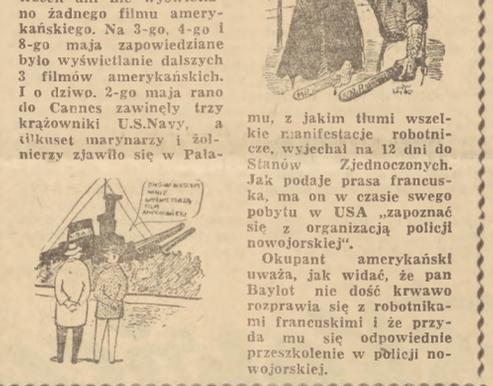 no żadnego filmu amery-
kańskiego. Na 3-go, 4-go i
8-go maja zapowiedziane
było wyświetlanie dalszych
3 filmów amerykańskich.
I o dziwo. 2-go maja rano
do Cannes zawinęły trzy
krążowniki U.S.Navy, a
kilkuset marynarzy i żoł-
nierzy zjawiło się w Pała-
FILM
mu, z jakim tłumi wszel-
kie manifestacje robotni-
cze, wyjechał na 12 dni do
Stanów Zjednoczonych.
Jak podaje prasa francus-
ka, ma on w czasie swego
pobytu w USA „zapoznać
się z organizacją policji
nowojorskiej".
Okupant amerykański
uważa, jak widać, że pan
Baylot nie dość krwawo
rozprawia się z robotnika-
mi francuskimi i że przy-
da mu się odpowiednie
przeszkolenie w policji no-
wojorskiej.